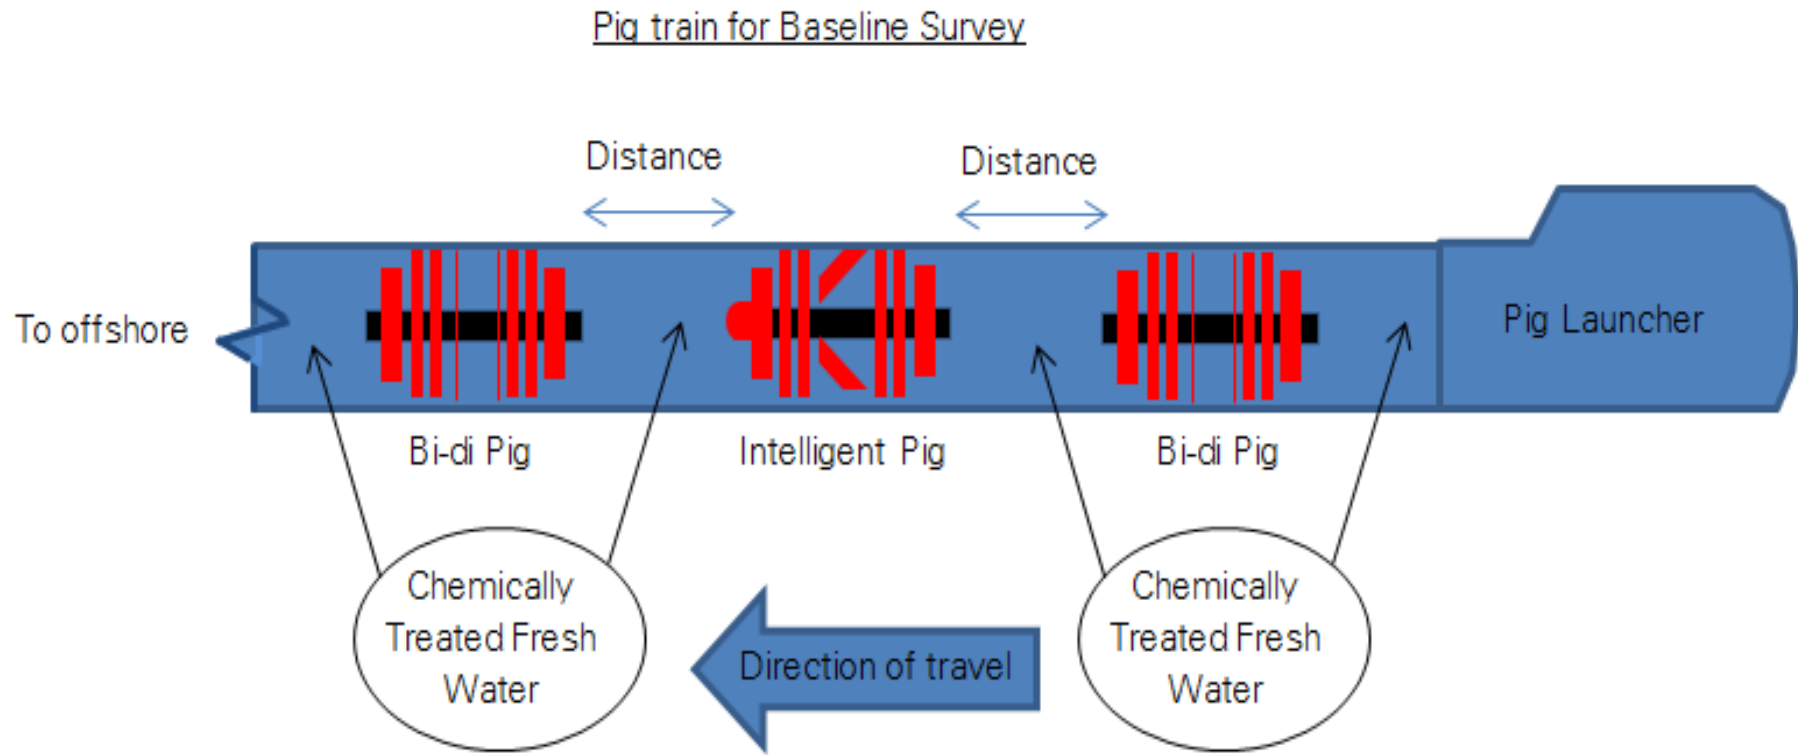 Pig train for Baseline Survey
Distance
Distance
To offshore
Pig Launcher
Bi-di Pig
Intelligent Pig
Bi-di Pig
Chemically
Treated Fresh
Water
Direction of travel
Chemically
Treated Fresh
Water